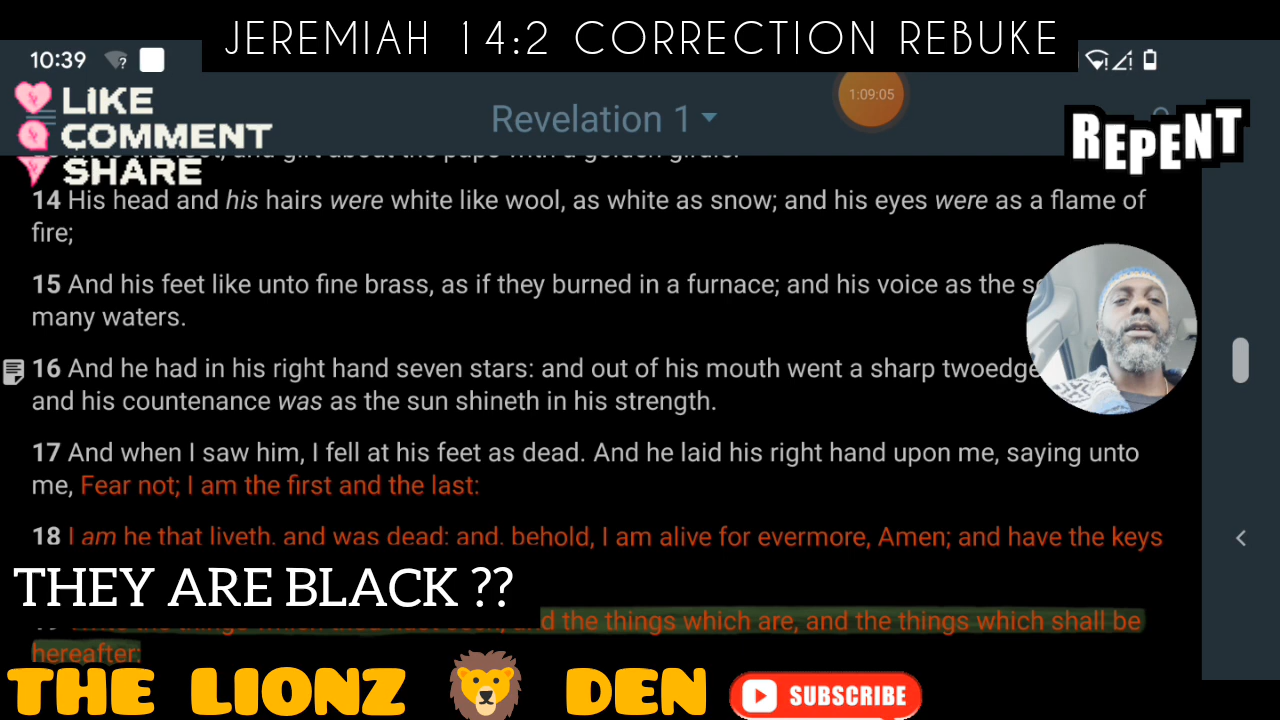 JEREMIAH 14:2 CORRECTION REBUKE
10:39
LIKE
COMMENT
SHARE
Revelation 1
1:09:05
REPENT
14 His head and his hairs were white like wool, as white as snow; and his eyes were as a flame of
fire;
15 And his feet like unto fine brass, as if they burned in a furnace; and his voice as the
many waters.
16 And he had in his right hand seven stars: and out of his mouth went a sharp
and his countenance was as the sun shineth in his strength.
17 And when I saw him, I fell at his feet as dead. And he laid his right hand upon me, saying unto
me, Fear not; I am the first and the last:
18 I am he that liveth, and was dead; and, behold, I am alive for evermore, Amen; and have the keys
THEY ARE BLACK ??
and the things which are, and the things which shall be
hereafter;
THE LIONZ DEN
SUBSCRIBE